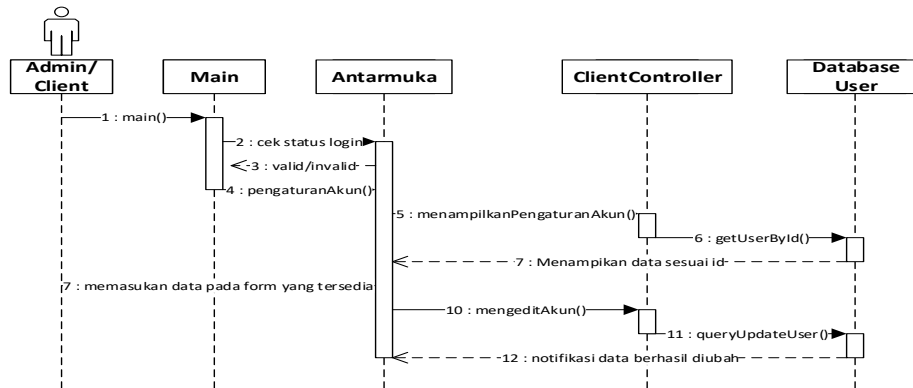 Admin/
Client
Main
Antarmuka
ClientController
Database
User
1 : main()
2 : cek status login
3 : valid/invalid
4 : pengaturanAkun()
5 : menampilkanPengaturanAkun()
6 : getUserById()
7 : Menampikan data sesuai id
7 : memasukan data pada form yang tersedia
10 : mengeditAkun()
11 : queryUpdateUser()
12 : notifikasi data berhasil diubah